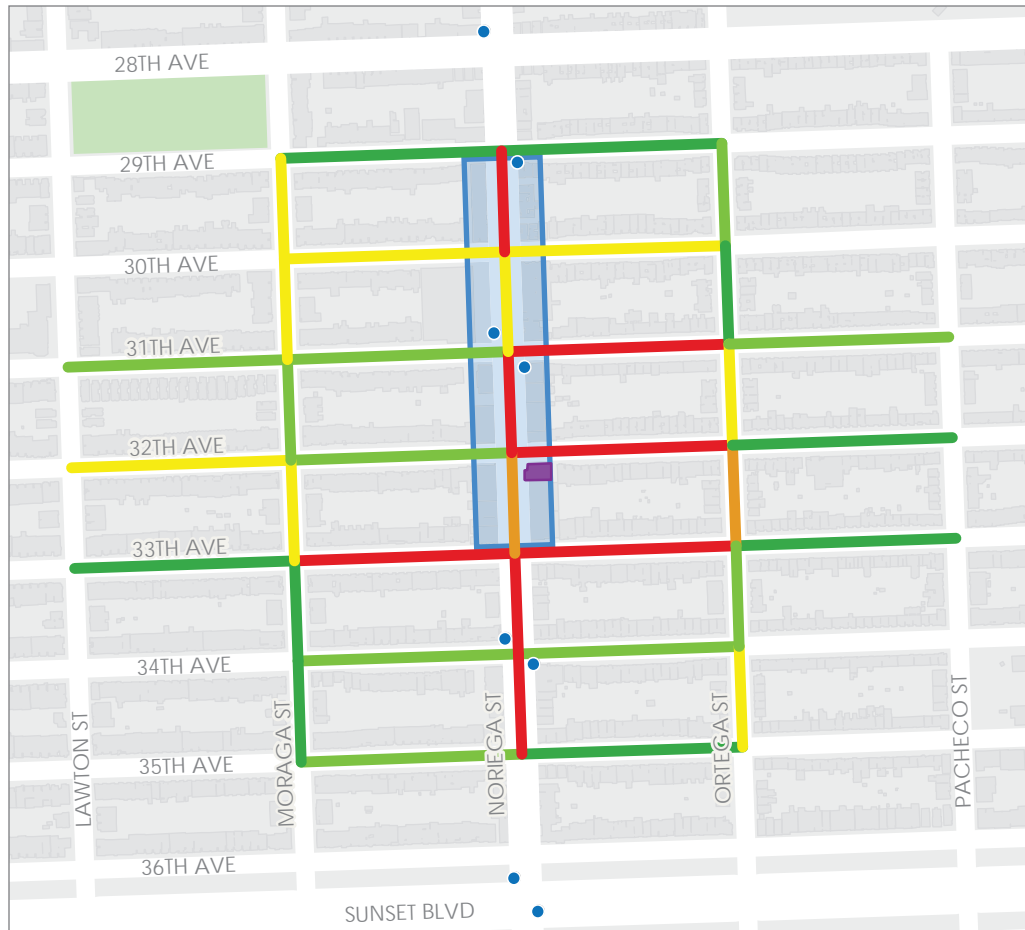 28TH AVE
29TH AVE
30TH AVE
31TH AVE
32TH AVE
33TH AVE
34TH AVE
LAWTON ST
MORAGA ST
NORIEGA ST
ORTEGA ST
PACHECO ST
35TH AVE
36TH AVE
SUNSET BLVD